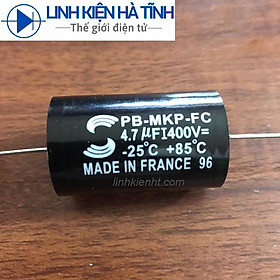 LINH KIỆN HÀ TĨNH
Thế giới điện tử
PB-MKP-FC
4.7 µFI400V=
-25°C +85°C
MADE IN FRANCE 96
linhkienht.com